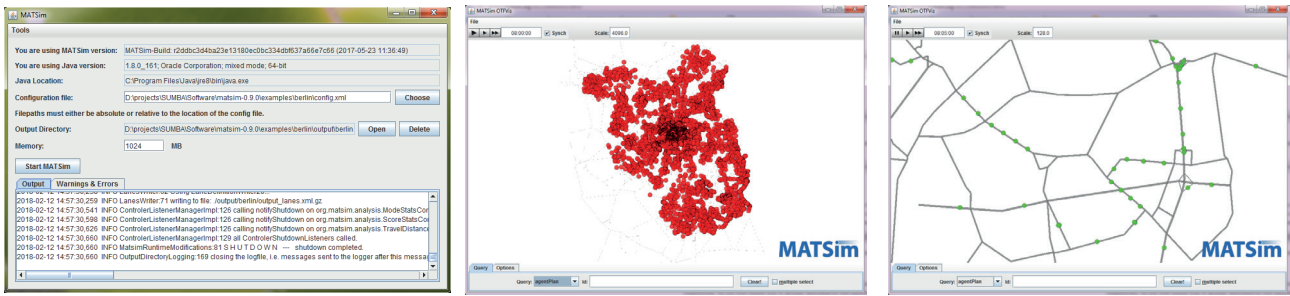 MATSim
Tools
You are using MATSim version: MATSim-Build: r2ddbc3d4ba23e13180ec0bc334dbf637a66e7c66 (2017-05-23 11:36:49)
You are using Java version: 1.8.0_161; Oracle Corporation; mixed mode; 64-bit
Java Location: C:\Program Files\Java\jre8\bin\java.exe
Configuration file: D:\projects\SUMBA\Software\matsim-0.9.0\examples\berlin\config.xml Choose
Filepaths must either be absolute or relative to the location of the config file.
Output Directory: D:\projects\SUMBA\Software\matsim-0.9.0\examples\berlin\output\berlin Open Delete
Memory: 1024 MB
Start MATSim
Output Warnings & Errors
2018-02-12 14:57:30,259 INFO LanesWriter:71 writing to file: ./output/berlin/output_lanes.xml.gz
2018-02-12 14:57:30,541 INFO ControlerListenerManagerImpl:126 calling notifyShutdown on org.matsim.analysis.ModeStatsCor
2018-02-12 14:57:30,598 INFO ControlerListenerManagerImpl:126 calling notifyShutdown on org.matsim.analysis.ScoreStatsCor
2018-02-12 14:57:30,626 INFO ControlerListenerManagerImpl:126 calling notifyShutdown on org.matsim.analysis.TravelDistance
2018-02-12 14:57:30,660 INFO ControlerListenerManagerImpl:129 all ControlerShutdownListeners called.
2018-02-12 14:57:30,660 INFO MatsimRuntimeModifications:81 S H U T D O W N --- shutdown completed.
2018-02-12 14:57:30,660 INFO OutputDirectoryLogging:169 closing the logfile, i.e. messages sent to the logger after this messag
MATSim OTFVis
File
08:00:00 Synch Scale: 4096.0
MATSim
Query Options
Query: agentPlan Id: Clear! multiple select
MATSim OTFVis
File
08:05:00 Synch Scale: 128.0
MATSim
Query Options
Query: agentPlan Id: Clear! multiple select